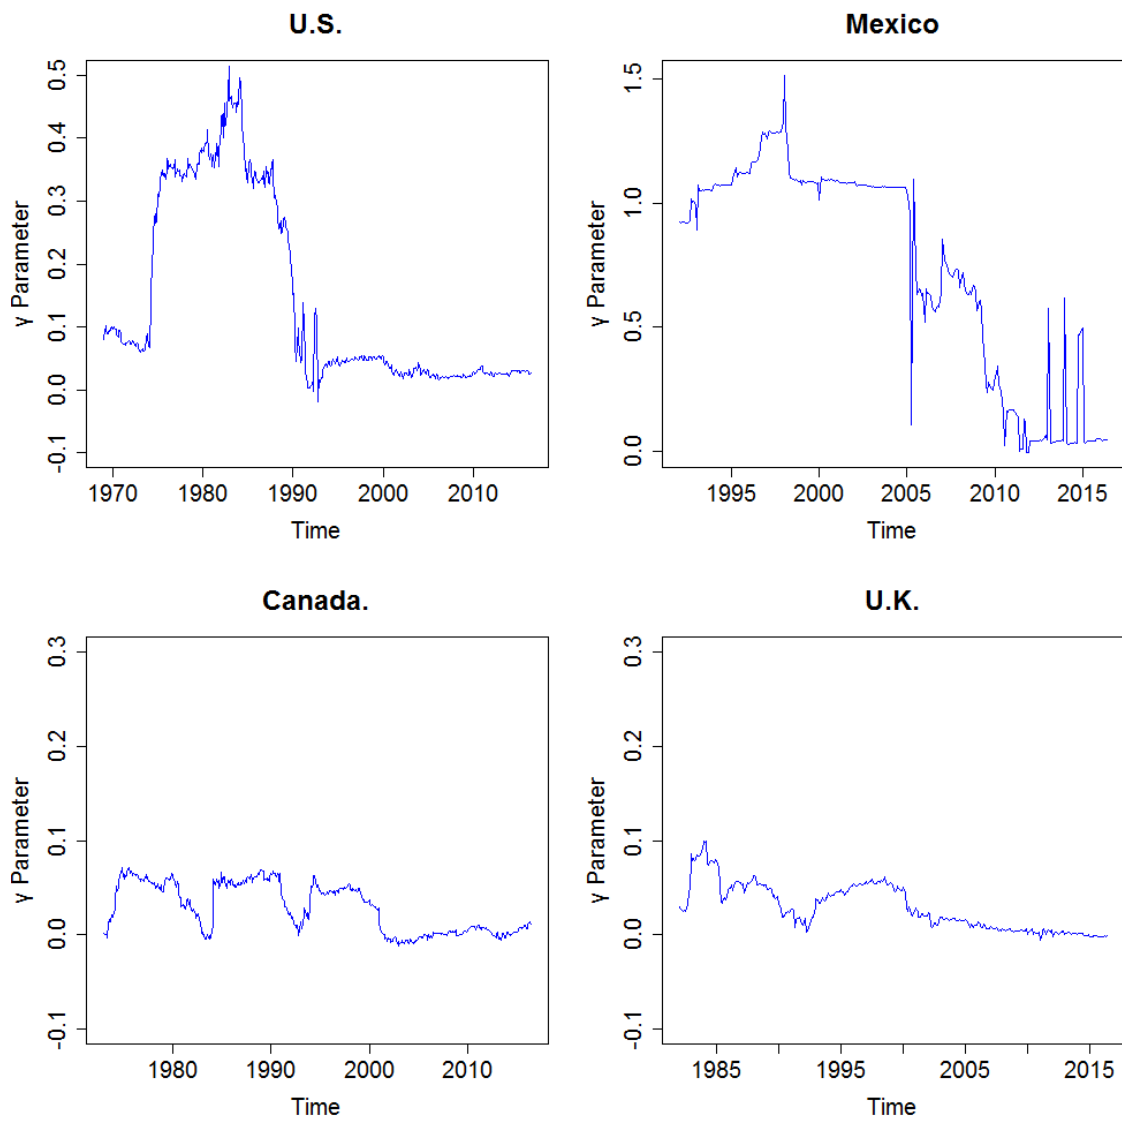 U.S.
γ Parameter
0.5
0.4
0.3
0.2
0.1
0.0
-0.1
1970 1980 1990 2000 2010
Time
Mexico
γ Parameter
1.5
1.0
0.5
0.0
1995 2000 2005 2010 2015
Time
Canada.
γ Parameter
0.3
0.2
0.1
0.0
-0.1
1980 1990 2000 2010
Time
U.K.
γ Parameter
0.3
0.2
0.1
0.0
-0.1
1985 1995 2005 2015
Time